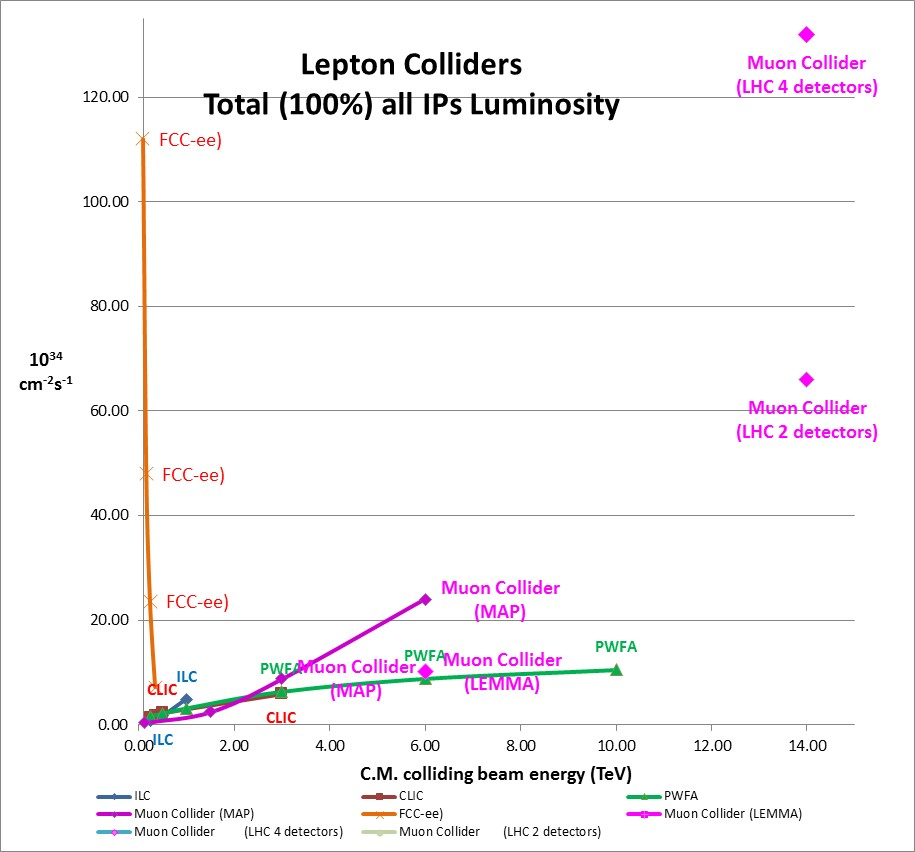 Lepton Colliders
Total (100%) all IPs Luminosity
Muon Collider
(LHC 4 detectors)
120.00
FCC-ee)
100.00
80.00
10³⁴
cm⁻²s⁻¹
60.00
Muon Collider
(LHC 2 detectors)
FCC-ee)
40.00
FCC-ee)
Muon Collider
(MAP)
20.00
PWFA
PWFA
Muon Collider
(LEMMA)
PWFA
Muon Collider
(MAP)
ILC
CLIC
CLIC
0.00
ILC
0.00 2.00 4.00 6.00 8.00 10.00 12.00 14.00
C.M. colliding beam energy (TeV)
ILC CLIC PWFA
Muon Collider (MAP) FCC-ee) Muon Collider (LEMMA)
Muon Collider (LHC 4 detectors) Muon Collider (LHC 2 detectors)